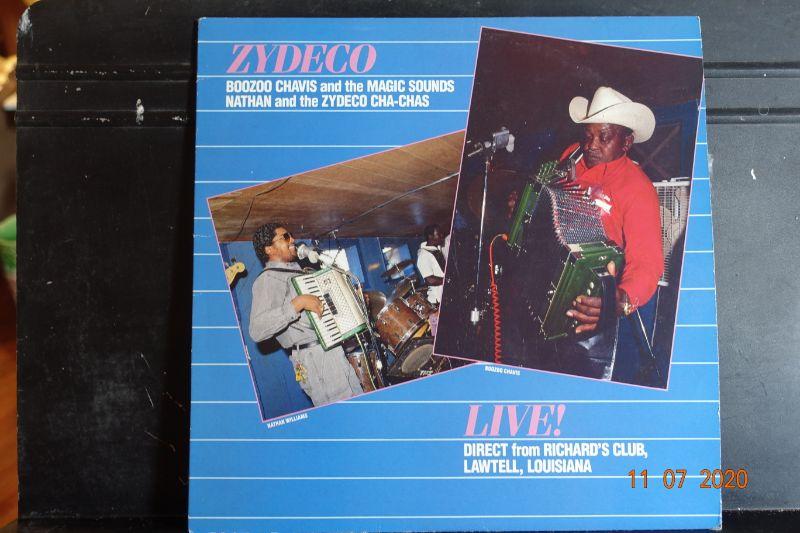 ZYDECO
BOOZOO CHAVIS and the MAGIC SOUNDS
NATHAN and the ZYDECO CHA-CHAS
BOOZOO CHAVIS
NATHAN WILLIAMS
LIVE!
DIRECT from RICHARD'S CLUB,
LAWTELL, LOUISIANA
11 07 2020